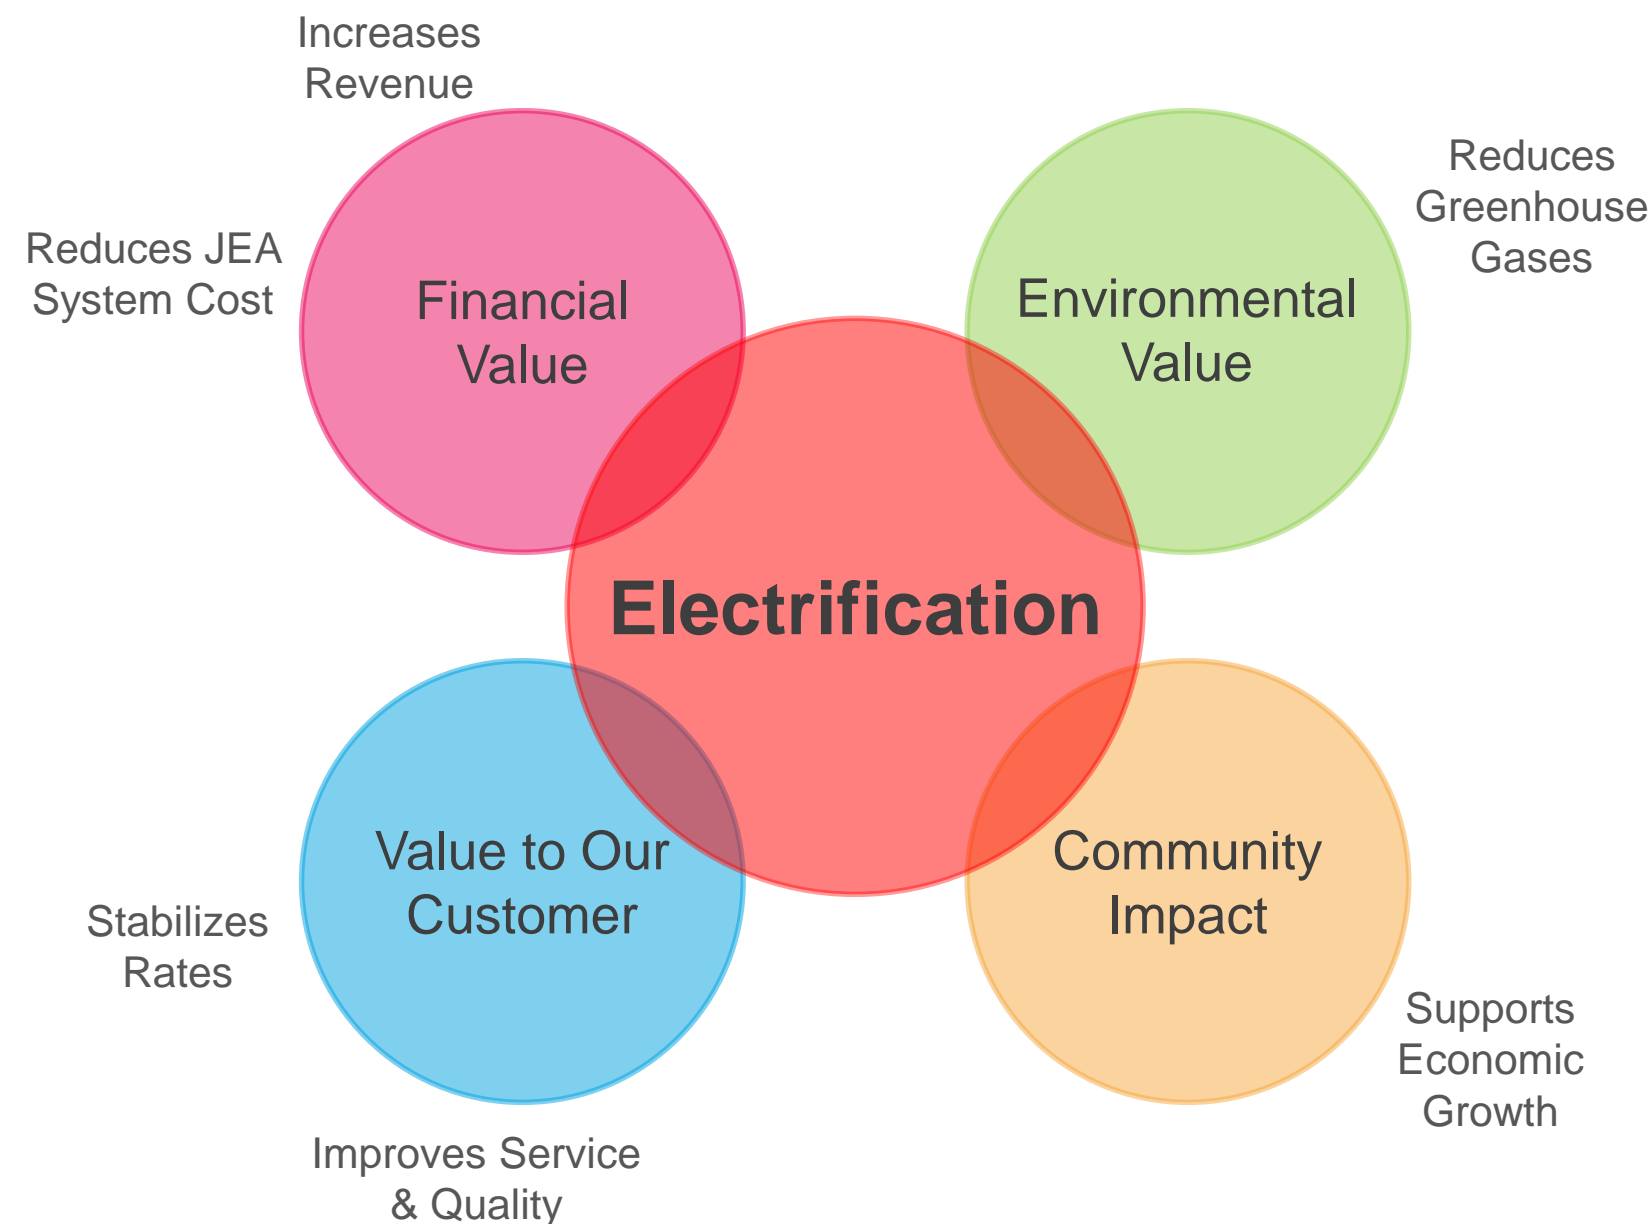 Increases
Revenue
Reduces JEA
System Cost
Financial
Value
Reduces
Greenhouse
Gases
Environmental
Value
Electrification
Value to Our
Customer
Stabilizes
Rates
Improves Service
& Quality
Community
Impact
Supports
Economic
Growth